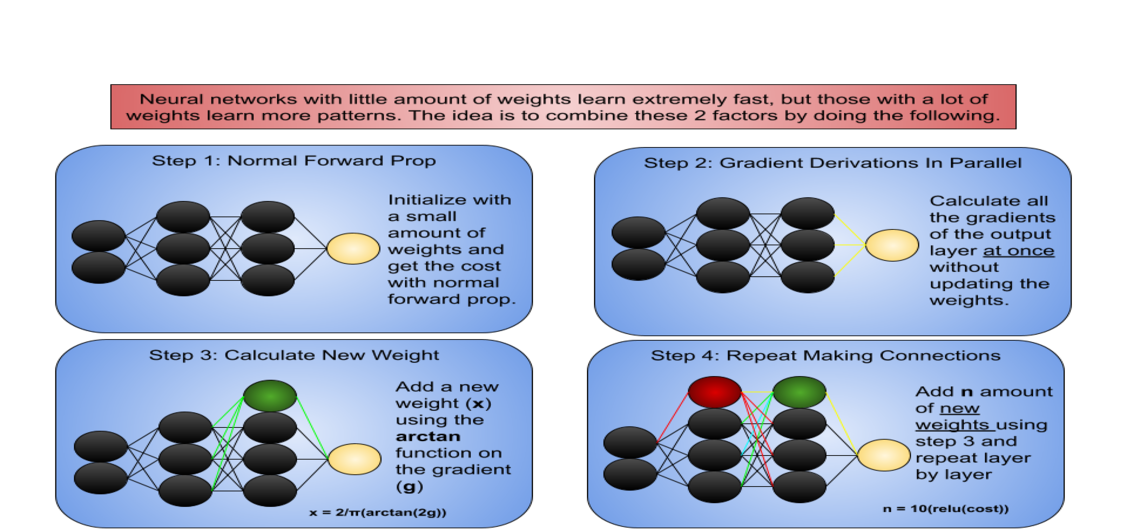 Neural networks with little amount of weights learn extremely fast, but those with a lot of
weights learn more patterns. The idea is to combine these 2 factors by doing the following.
Step 1: Normal Forward Prop
Initialize with
a small
amount of
weights and
get the cost
with normal
forward prop.
Step 2: Gradient Derivations In Parallel
Calculate all
the gradients
of the output
layer at once
without
updating the
weights.
Step 3: Calculate New Weight
Add a new
weight (x)
using the
arctan
function on
the gradient
(g)
x = 2/π(arctan(2g))
Step 4: Repeat Making Connections
Add n amount
of new
weights using
step 3 and
repeat layer
by layer
n = 10(relu(cost))